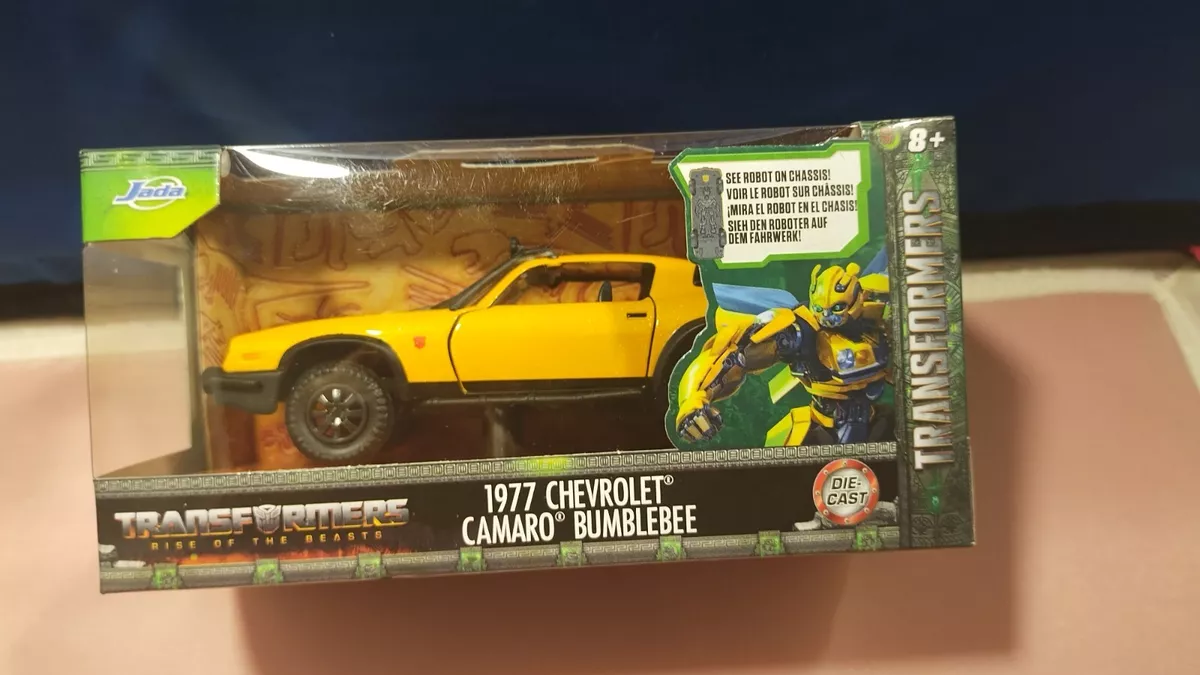 Jada
8+
SEE ROBOT ON CHASSIS!
VOIR LE ROBOT SUR CHÂSSIS!
¡MIRA EL ROBOT EN EL CHASIS!
SIEH DEN ROBOTER AUF
DEM FAHRWERK!
TRANSFORMERS
TRANSFORMERS
RISE OF THE BEASTS
1977 CHEVROLET®
CAMARO® BUMBLEBEE
DIE-
CAST